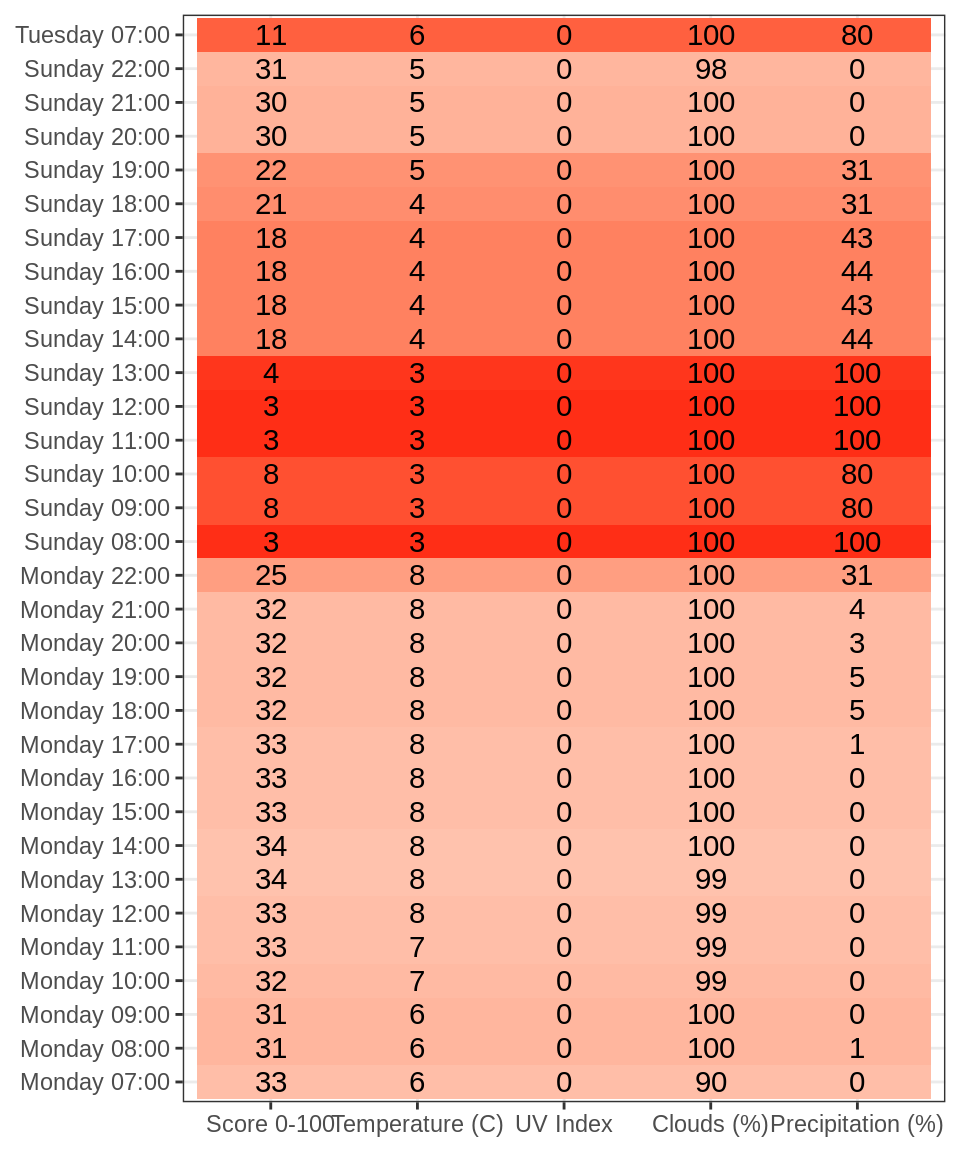 Tuesday 07:00 11 6 0 100 80
Sunday 22:00 31 5 0 98 0
Sunday 21:00 30 5 0 100 0
Sunday 20:00 30 5 0 100 0
Sunday 19:00 22 5 0 100 31
Sunday 18:00 21 4 0 100 31
Sunday 17:00 18 4 0 100 43
Sunday 16:00 18 4 0 100 44
Sunday 15:00 18 4 0 100 43
Sunday 14:00 18 4 0 100 44
Sunday 13:00 4 3 0 100 100
Sunday 12:00 3 3 0 100 100
Sunday 11:00 3 3 0 100 100
Sunday 10:00 8 3 0 100 80
Sunday 09:00 8 3 0 100 80
Sunday 08:00 3 3 0 100 100
Monday 22:00 25 8 0 100 31
Monday 21:00 32 8 0 100 4
Monday 20:00 32 8 0 100 3
Monday 19:00 32 8 0 100 5
Monday 18:00 32 8 0 100 5
Monday 17:00 33 8 0 100 1
Monday 16:00 33 8 0 100 0
Monday 15:00 33 8 0 100 0
Monday 14:00 34 8 0 100 0
Monday 13:00 34 8 0 99 0
Monday 12:00 33 8 0 99 0
Monday 11:00 33 7 0 99 0
Monday 10:00 32 7 0 99 0
Monday 09:00 31 6 0 100 0
Monday 08:00 31 6 0 100 1
Monday 07:00 33 6 0 90 0
Score 0-100 Temperature (C) UV Index Clouds (%) Precipitation (%)